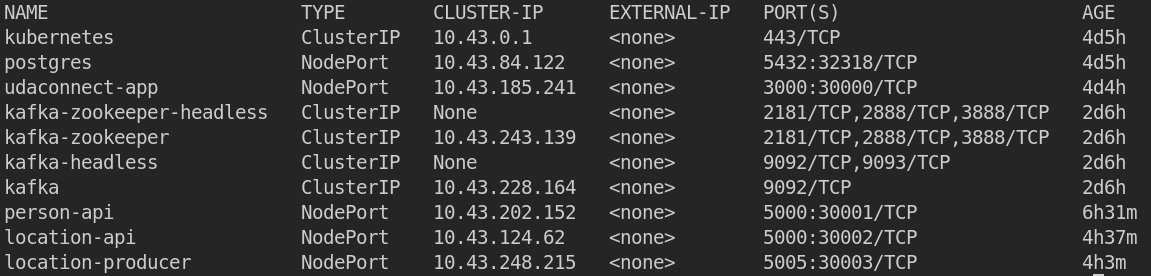 NAME TYPE CLUSTER-IP EXTERNAL-IP PORT(S) AGE
kubernetes ClusterIP 10.43.0.1 <none> 443/TCP 4d5h
postgres NodePort 10.43.84.122 <none> 5432:32318/TCP 4d5h
udaconnect-app NodePort 10.43.185.241 <none> 3000:30000/TCP 4d4h
kafka-zookeeper-headless ClusterIP None <none> 2181/TCP,2888/TCP,3888/TCP 2d6h
kafka-zookeeper ClusterIP 10.43.243.139 <none> 2181/TCP,2888/TCP,3888/TCP 2d6h
kafka-headless ClusterIP None <none> 9092/TCP,9093/TCP 2d6h
kafka ClusterIP 10.43.228.164 <none> 9092/TCP 2d6h
person-api NodePort 10.43.202.152 <none> 5000:30001/TCP 6h31m
location-api NodePort 10.43.124.62 <none> 5000:30002/TCP 4h37m
location-producer NodePort 10.43.248.215 <none> 5005:30003/TCP 4h3m